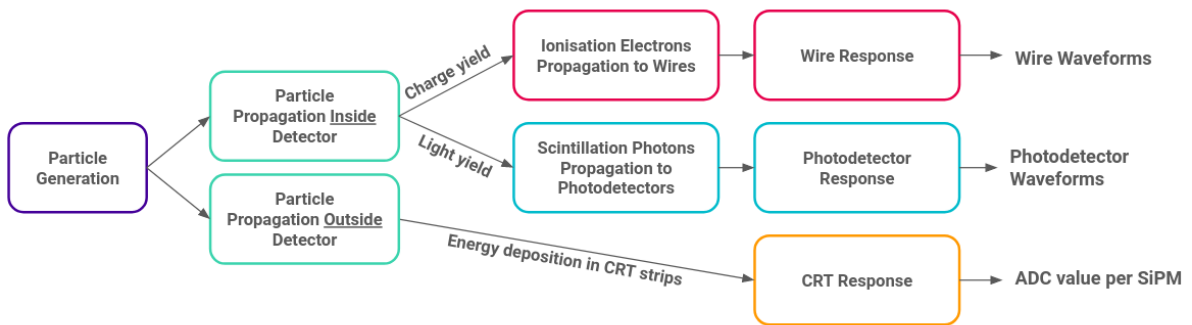 Particle
Generation
Particle
Propagation Inside
Detector
Particle
Propagation Outside
Detector
Charge yield
Light yield
Energy deposition in CRT strips
Ionisation Electrons
Propagation to Wires
Wire Response
Wire Waveforms
Scintillation Photons
Propagation to
Photodetectors
Photodetector
Response
Photodetector
Waveforms
CRT Response
ADC value per SiPM